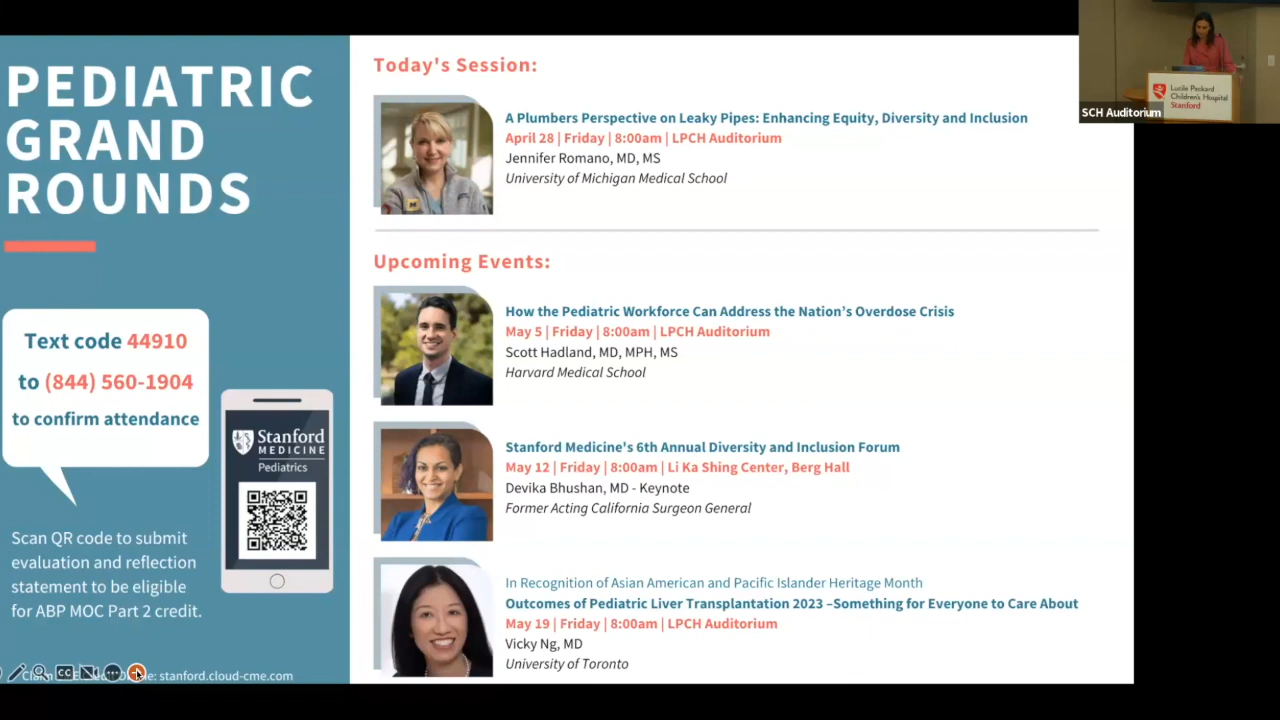 PEDIATRIC
GRAND
ROUNDS
Text code 44910
to (844) 560-1904
to confirm attendance
Stanford
MEDICINE
Pediatrics
Scan QR code to submit
evaluation and reflection
statement to be eligible
for ABP MOC Part 2 credit.
CC
stanford.cloud-cme.com
Today's Session:
A Plumbers Perspective on Leaky Pipes: Enhancing Equity, Diversity and Inclusion
April 28 | Friday | 8:00am | LPCH Auditorium
Jennifer Romano, MD, MS
University of Michigan Medical School
Upcoming Events:
How the Pediatric Workforce Can Address the Nation’s Overdose Crisis
May 5 | Friday | 8:00am | LPCH Auditorium
Scott Hadland, MD, MPH, MS
Harvard Medical School
Stanford Medicine's 6th Annual Diversity and Inclusion Forum
May 12 | Friday | 8:00am | Li Ka Shing Center, Berg Hall
Devika Bhushan, MD - Keynote
Former Acting California Surgeon General
In Recognition of Asian American and Pacific Islander Heritage Month
Outcomes of Pediatric Liver Transplantation 2023 –Something for Everyone to Care About
May 19 | Friday | 8:00am | LPCH Auditorium
Vicky Ng, MD
University of Toronto
Lucile Packard
Children's Hospital
Stanford
SCH Auditorium